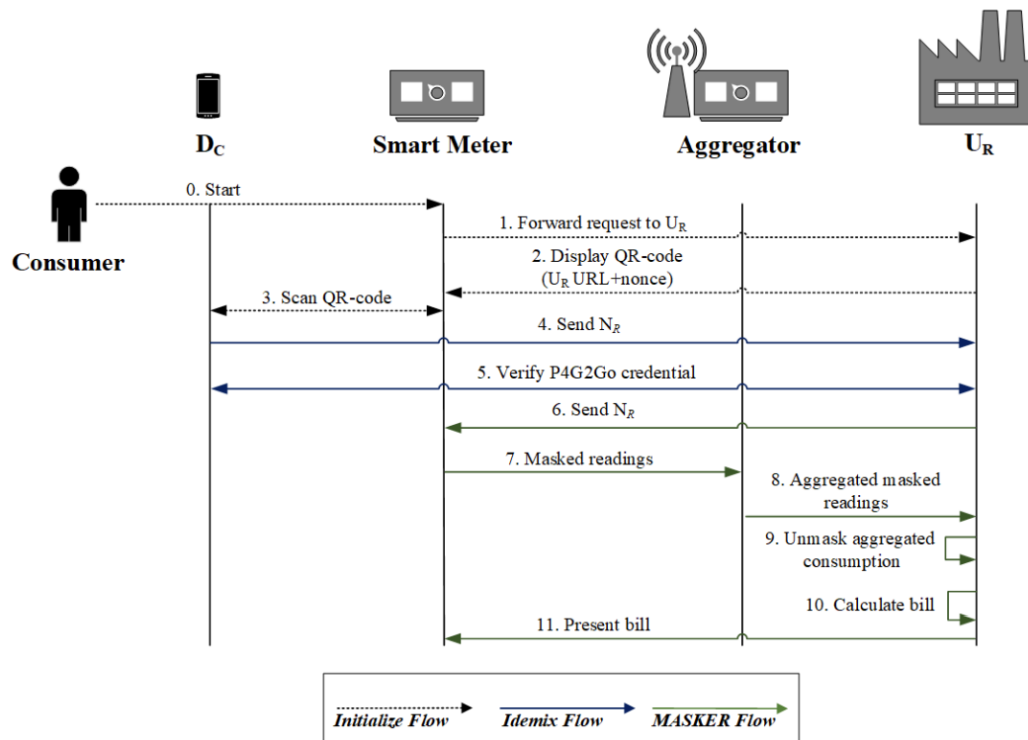 D_C
Smart Meter
Aggregator
U_R
Consumer
0. Start
1. Forward request to U_R
2. Display QR-code
(U_R URL+nonce)
3. Scan QR-code
4. Send N_R
5. Verify P4G2Go credential
6. Send N_R
7. Masked readings
8. Aggregated masked
readings
9. Unmask aggregated
consumption
10. Calculate bill
11. Present bill
Initialize Flow
Idemix Flow
MASKER Flow